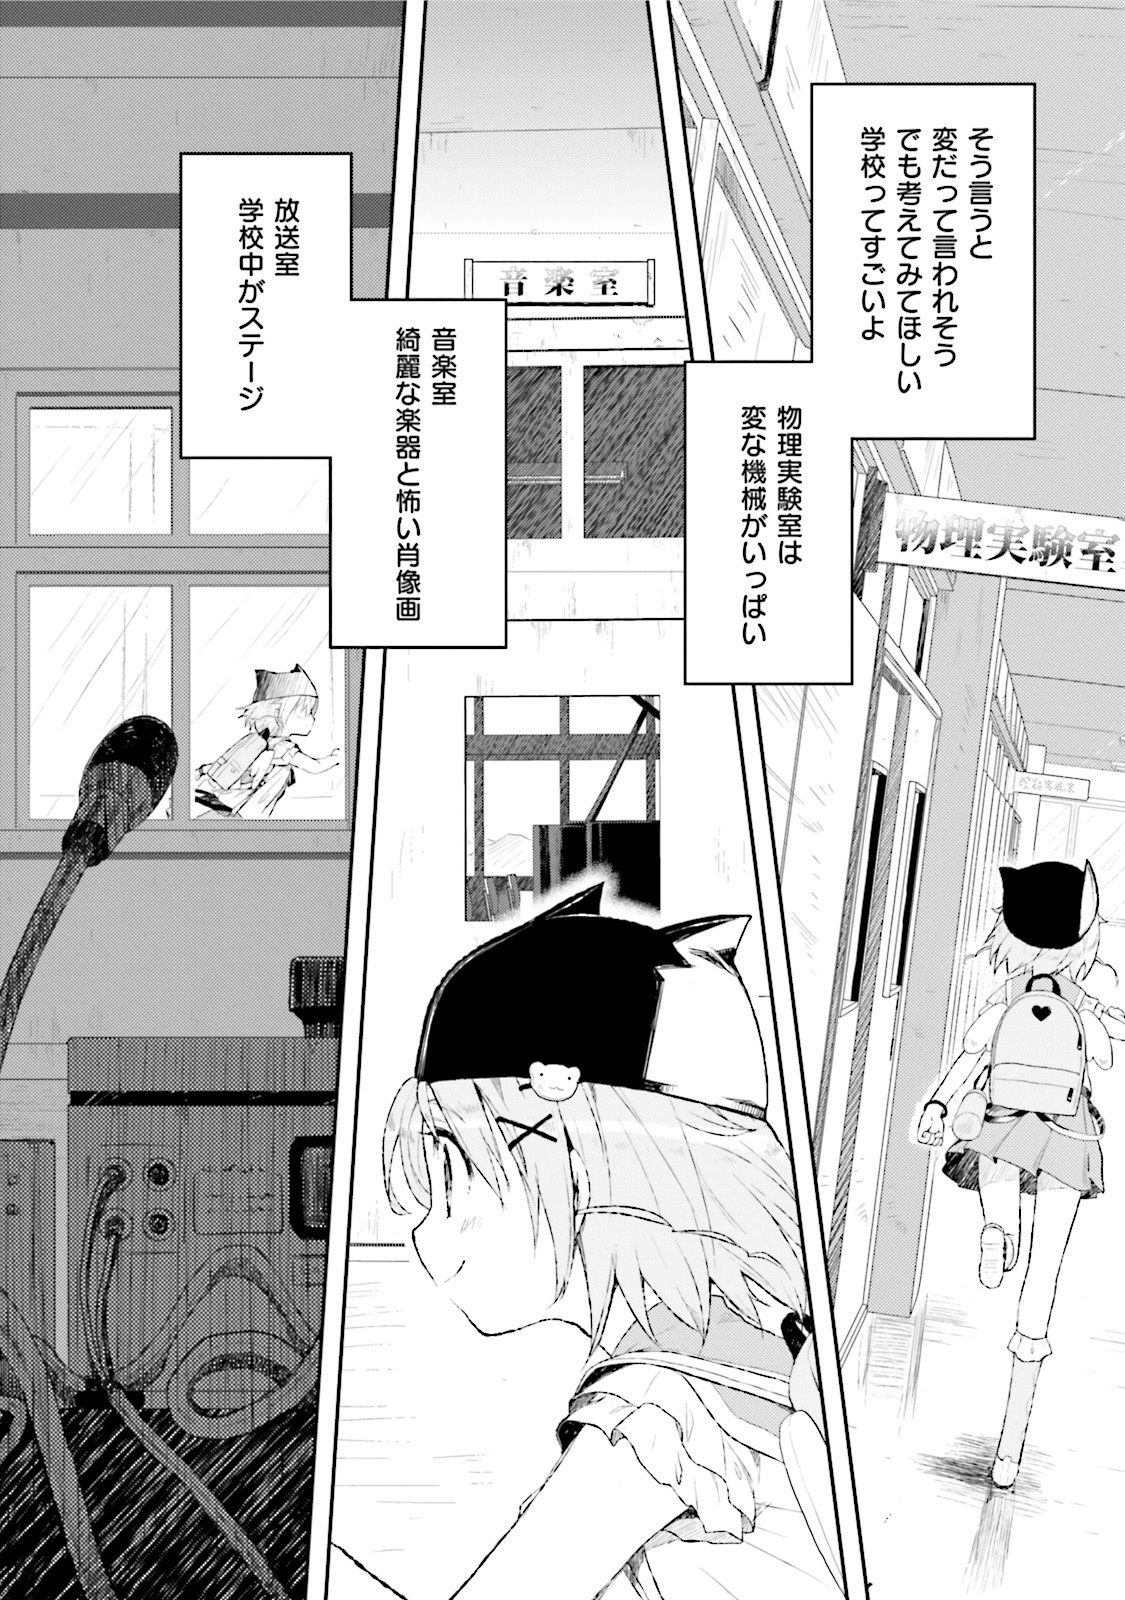 そう言うと
変だって言われそう
でも考えてみてほしい
学校ってすごいよ
物理実験室
物理実験室は
変な機械がいっぱい
音楽室
音楽室
綺麗な楽器と怖い肖像画
放送室
学校中がステージ